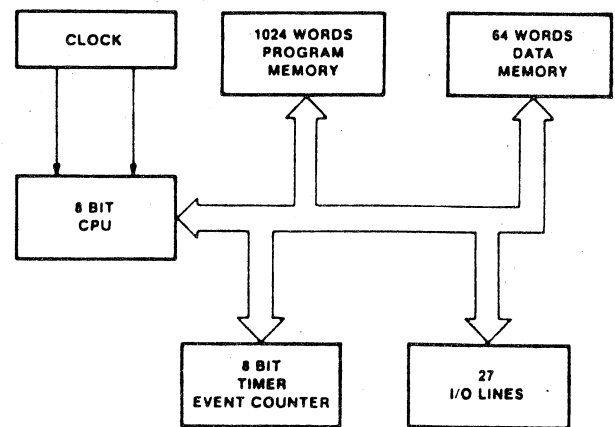 CLOCK
1024 WORDS
PROGRAM
MEMORY
64 WORDS
DATA
MEMORY
8 BIT
CPU
8 BIT
TIMER
EVENT COUNTER
27
I/O LINES